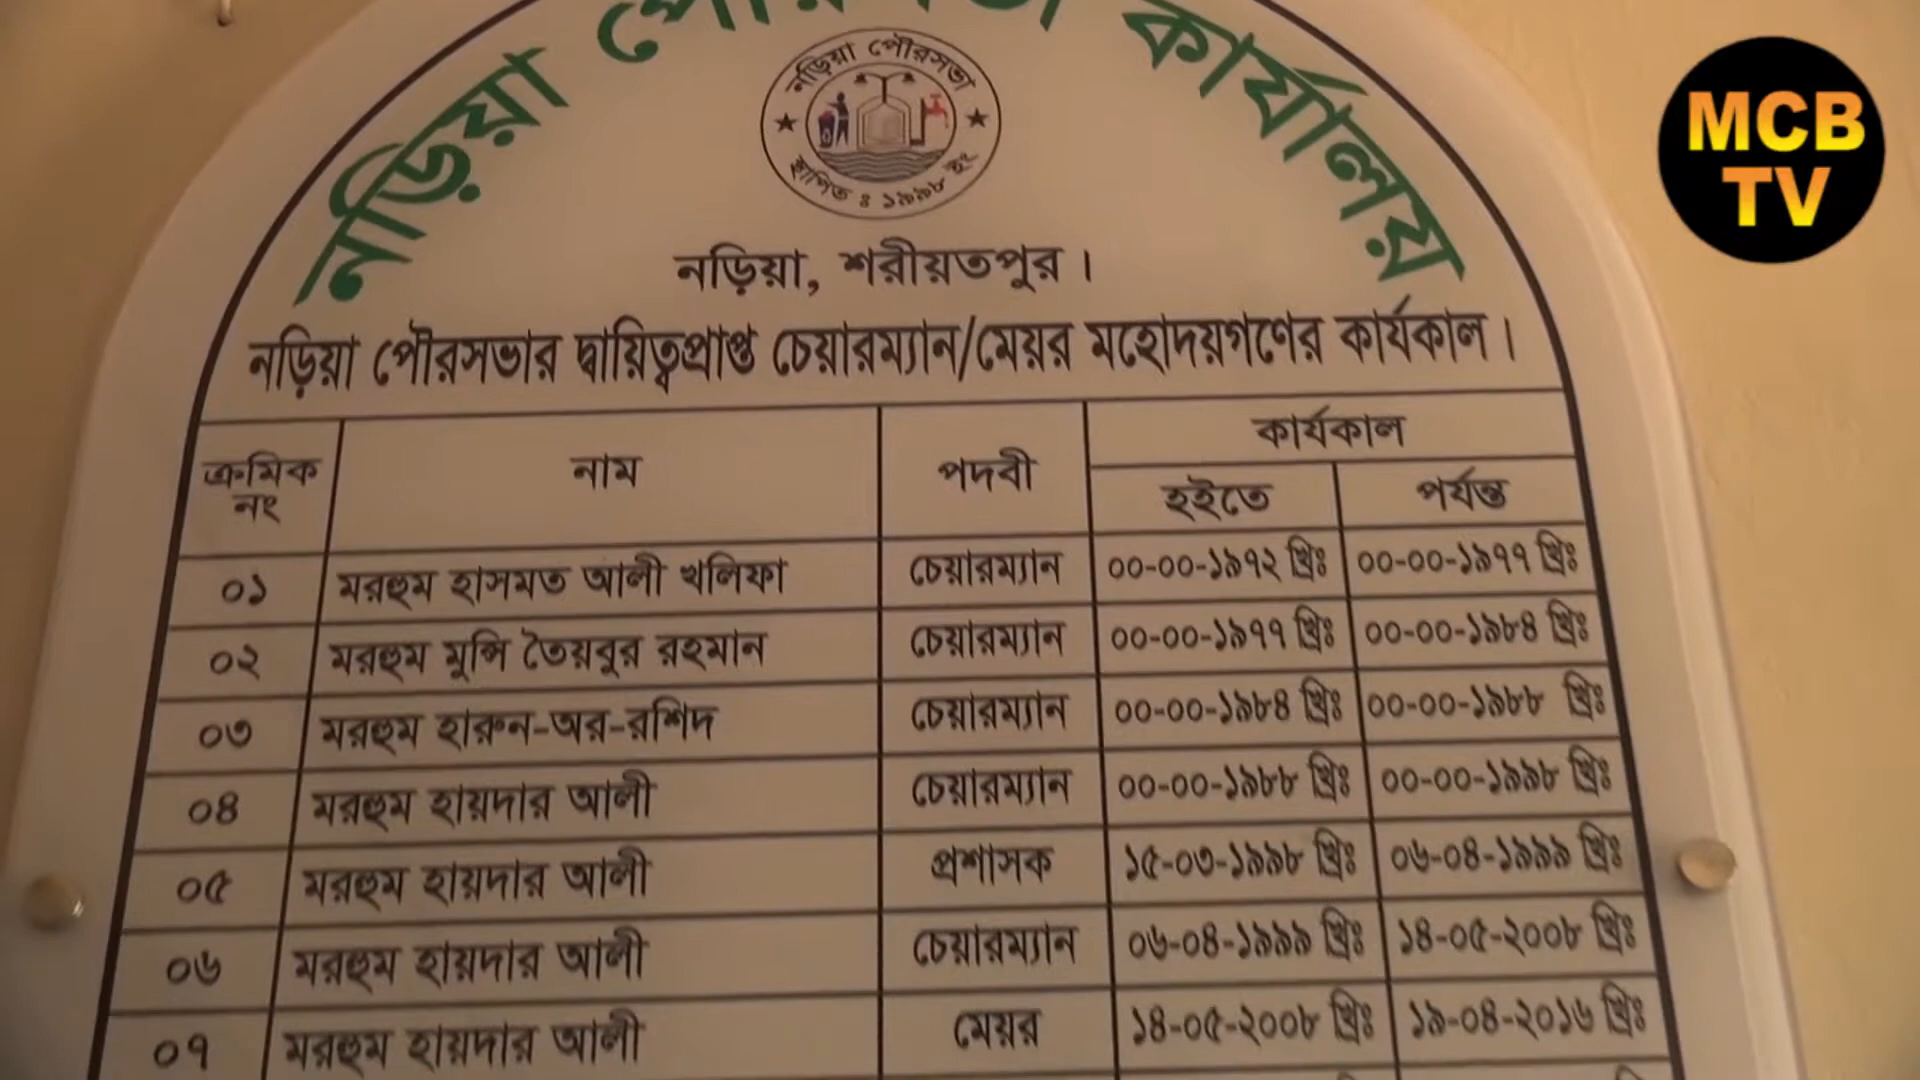 নড়িয়া পৌরসভা কার্যালয়
নড়িয়া পৌরসভা
স্থাপিত ঃ ১৯৯৮ ইং
MCB
TV
নড়িয়া, শরীয়তপুর।
নড়িয়া পৌরসভার দ্বায়িত্বপ্রাপ্ত চেয়ারম্যান/মেয়র মহোদয়গণের কার্যকাল।
ক্রমিক নং নাম পদবী কার্যকাল
হইতে পর্যন্ত
০১ মরহুম হাসমত আলী খলিফা চেয়ারম্যান ০০-০০-১৯৭২ খ্রিঃ ০০-০০-১৯৭৭ খ্রিঃ
০২ মরহুম মুন্সি তৈয়বুর রহমান চেয়ারম্যান ০০-০০-১৯৭৭ খ্রিঃ ০০-০০-১৯৮৪ খ্রিঃ
০৩ মরহুম হারুন-অর-রশিদ চেয়ারম্যান ০০-০০-১৯৮৪ খ্রিঃ ০০-০০-১৯৮৮ খ্রিঃ
০৪ মরহুম হায়দার আলী চেয়ারম্যান ০০-০০-১৯৮৮ খ্রিঃ ০০-০০-১৯৯৮ খ্রিঃ
০৫ মরহুম হায়দার আলী প্রশাসক ১৫-০৩-১৯৯৮ খ্রিঃ ০৬-০৪-১৯৯৯ খ্রিঃ
০৬ মরহুম হায়দার আলী চেয়ারম্যান ০৬-০৪-১৯৯৯ খ্রিঃ ১৪-০৫-২০০৮ খ্রিঃ
০৭ মরহুম হায়দার আলী মেয়র ১৪-০৫-২০০৮ খ্রিঃ ১৯-০৪-২০১৬ খ্রিঃ